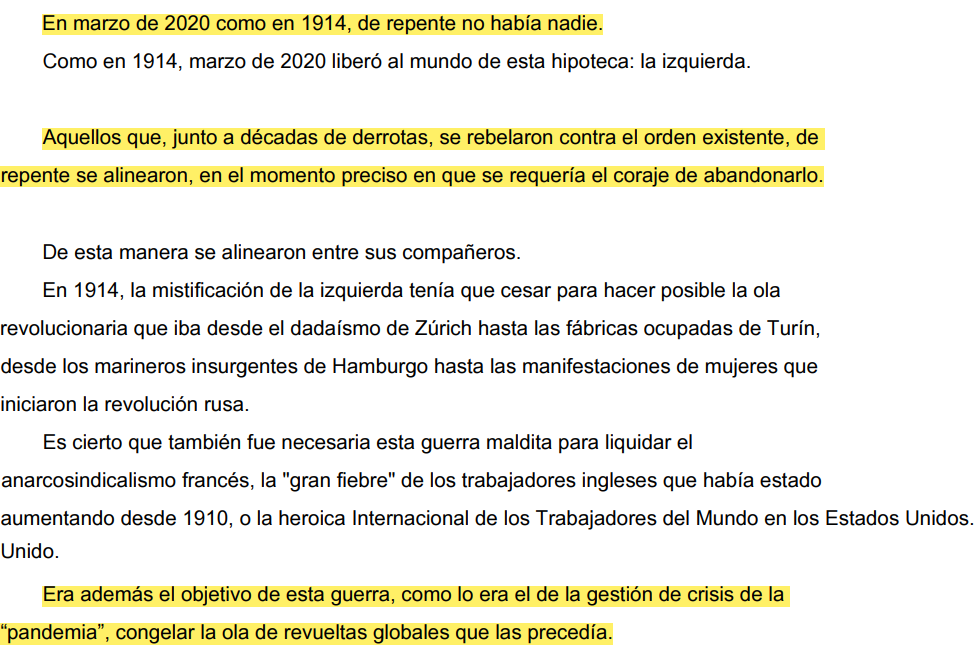 En marzo de 2020 como en 1914, de repente no había nadie.
Como en 1914, marzo de 2020 liberó al mundo de esta hipoteca: la izquierda.
Aquellos que, junto a décadas de derrotas, se rebelaron contra el orden existente, de
repente se alinearon, en el momento preciso en que se requería el coraje de abandonarlo.
De esta manera se alinearon entre sus compañeros.
En 1914, la mistificación de la izquierda tenía que cesar para hacer posible la ola
revolucionaria que iba desde el dadaísmo de Zúrich hasta las fábricas ocupadas de Turín,
desde los marineros insurgentes de Hamburgo hasta las manifestaciones de mujeres que
iniciaron la revolución rusa.
Es cierto que también fue necesaria esta guerra maldita para liquidar el
anarcosindicalismo francés, la "gran fiebre" de los trabajadores ingleses que había estado
aumentando desde 1910, o la heroica Internacional de los Trabajadores del Mundo en los Estados Unidos.
Unido.
Era además el objetivo de esta guerra, como lo era el de la gestión de crisis de la
“pandemia”, congelar la ola de revueltas globales que las precedía.